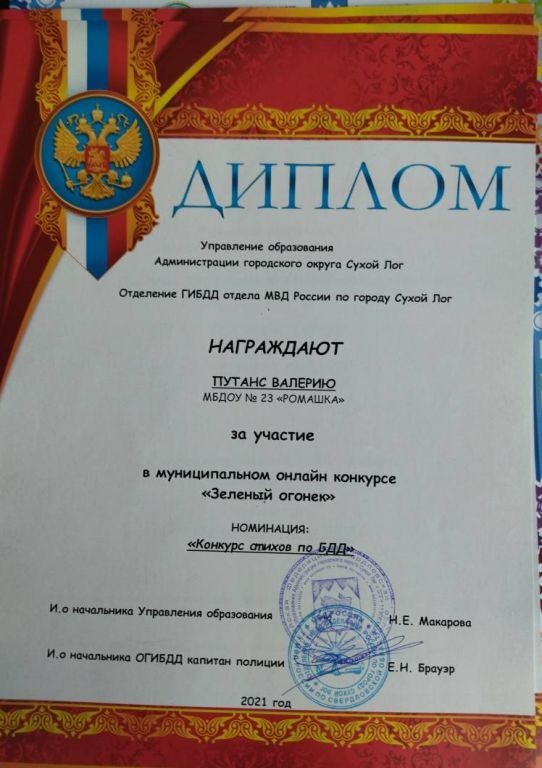 ДИПЛОМ
Управление образования
Администрации городского округа Сухой Лог
Отделение ГИБДД отдела МВД России по городу Сухой Лог
НАГРАЖДАЮТ
ПУТАНС ВАЛЕРИЮ
МБДОУ № 23 «РОМАШКА»
за участие
в муниципальном онлайн конкурсе
«Зеленый огонек»
НОМИНАЦИЯ:
«Конкурс стихов по БДД»
И.о начальника Управления образования Н.Е. Макарова
И.о начальника ОГИБДД капитан полиции Е.Н. Брауэр
2021 год